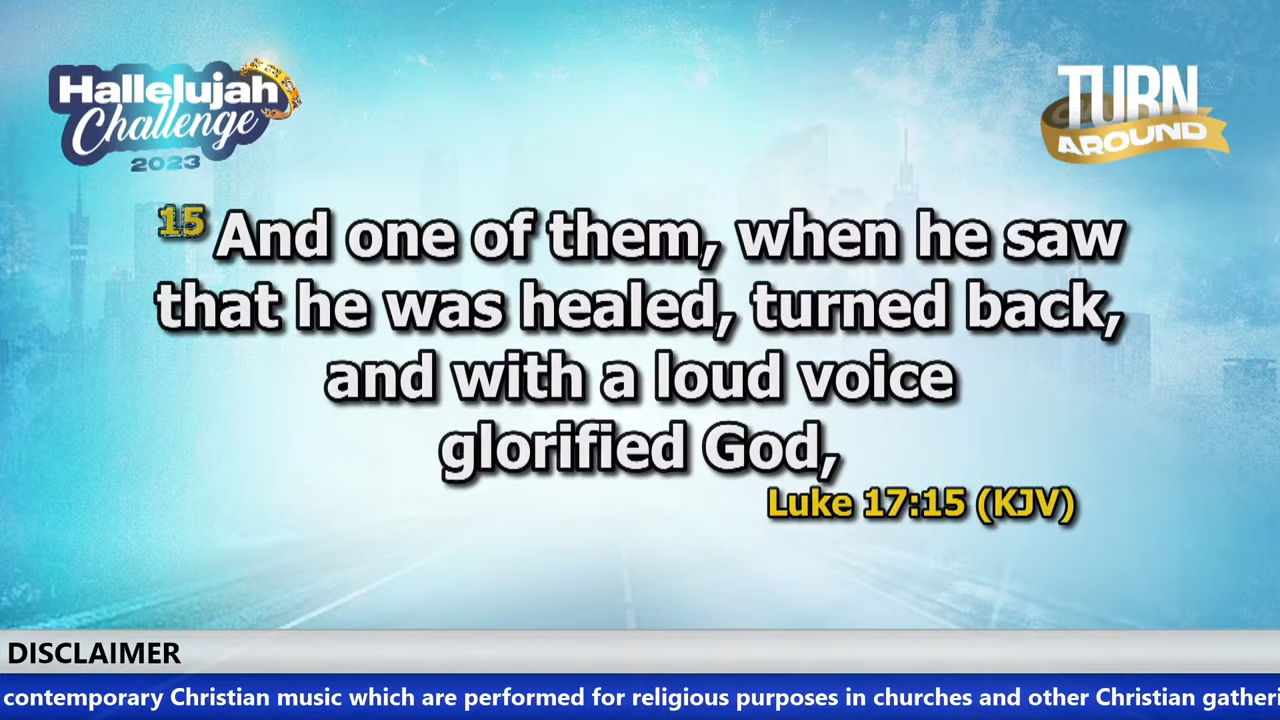 Hallelujah
Challenge
2023
TURN
AROUND
15 And one of them, when he saw
that he was healed, turned back,
and with a loud voice
glorified God,
Luke 17:15 (KJV)
DISCLAIMER
contemporary Christian music which are performed for religious purposes in churches and other Christian gatheri